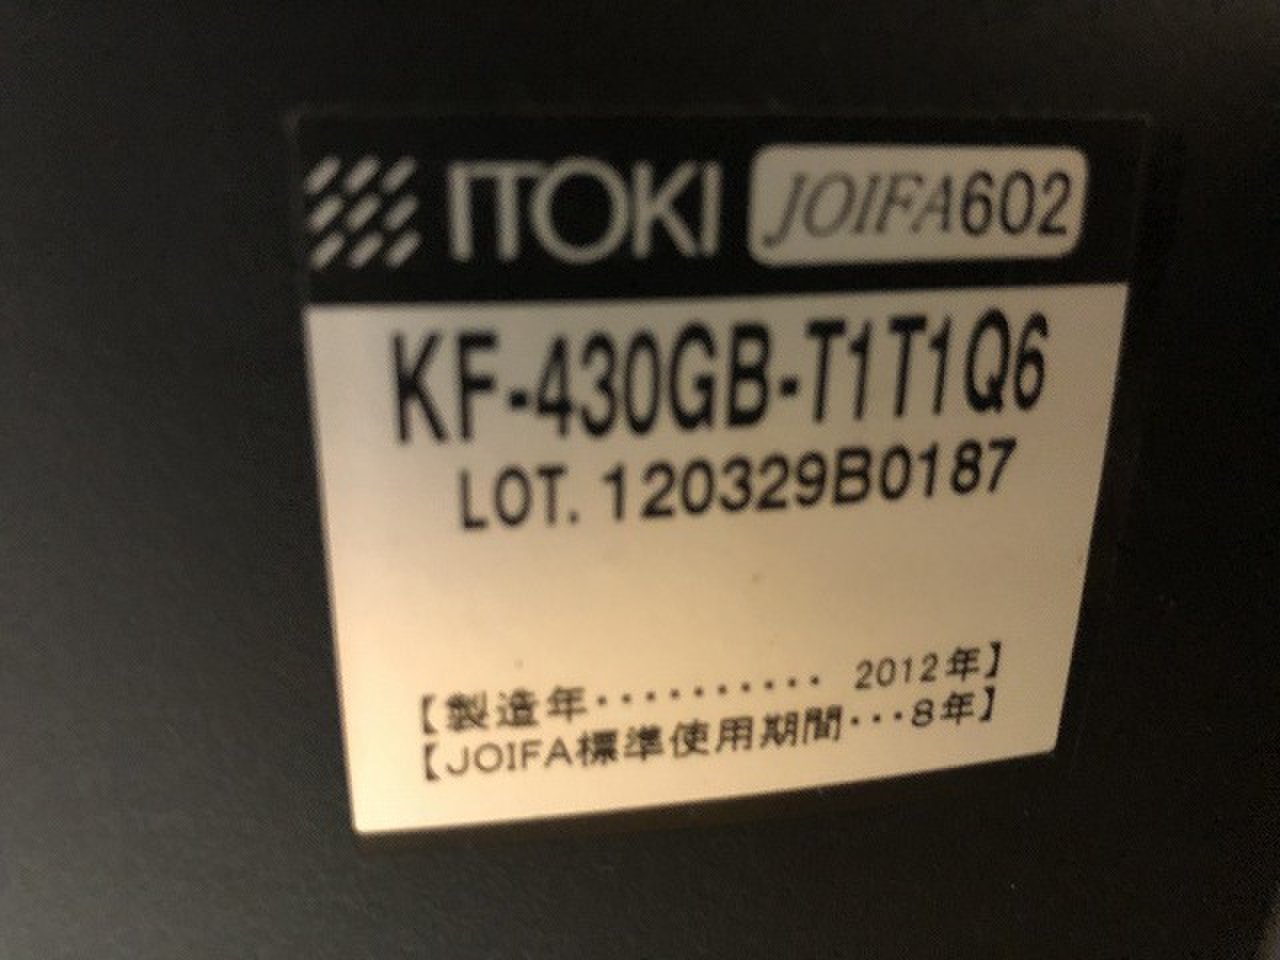 ITOKI JOIFA602
KF-430GB-T1T1Q6
LOT. 120329B0187
【製造年・・・・・・・・・・ 2012年】
【JOIFA標準使用期間・・・8年】